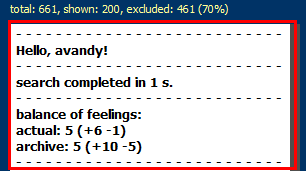 total: 661, shown: 200, excluded: 461 (70%)
- - - - - - - - - - - - - - - - - - - - - - - - - -
Hello, avandy!
- - - - - - - - - - - - - - - - - - - - - - - - - -
search completed in 1 s.
- - - - - - - - - - - - - - - - - - - - - - - - - -
balance of feelings:
actual: 5 (+6 -1)
archive: 5 (+10 -5)
- - - - - - - - - - - - - - - - - - - - - - - - - -